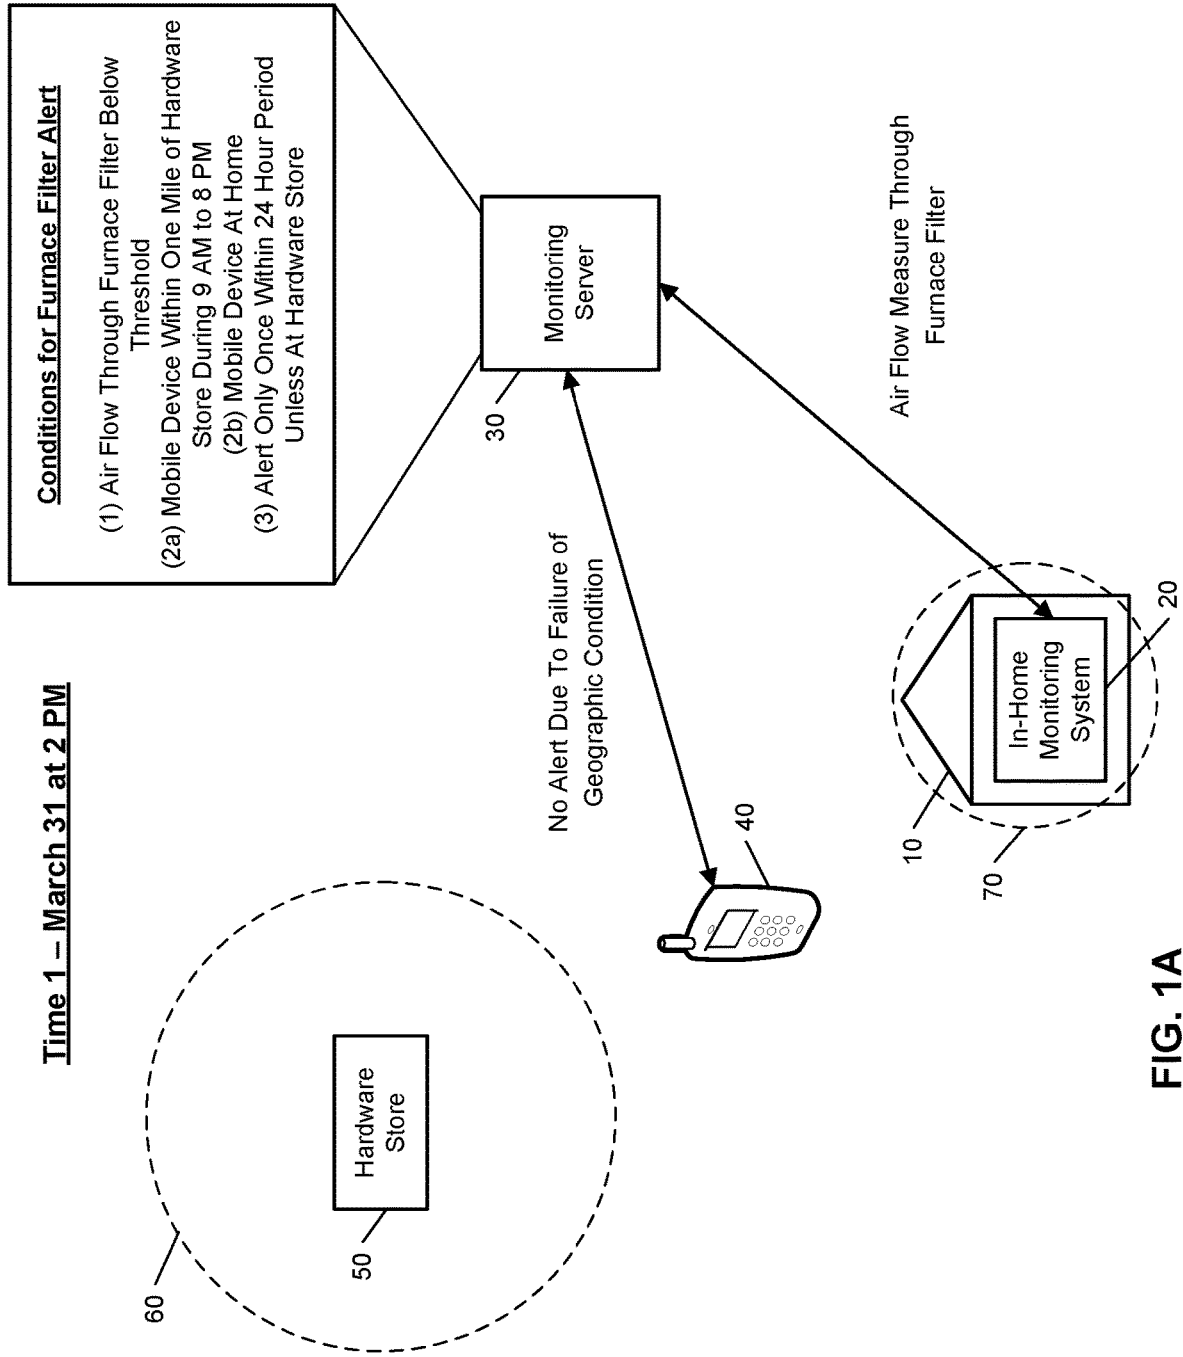 Time 1 – March 31 at 2 PM
Conditions for Furnace Filter Alert
(1) Air Flow Through Furnace Filter Below
Threshold
(2a) Mobile Device Within One Mile of Hardware
Store During 9 AM to 8 PM
(2b) Mobile Device At Home
(3) Alert Only Once Within 24 Hour Period
Unless At Hardware Store
60
50
Hardware
Store
30
Monitoring
Server
No Alert Due To Failure of
Geographic Condition
40
Air Flow Measure Through
Furnace Filter
10
70
In-Home
Monitoring
System
20
FIG. 1A